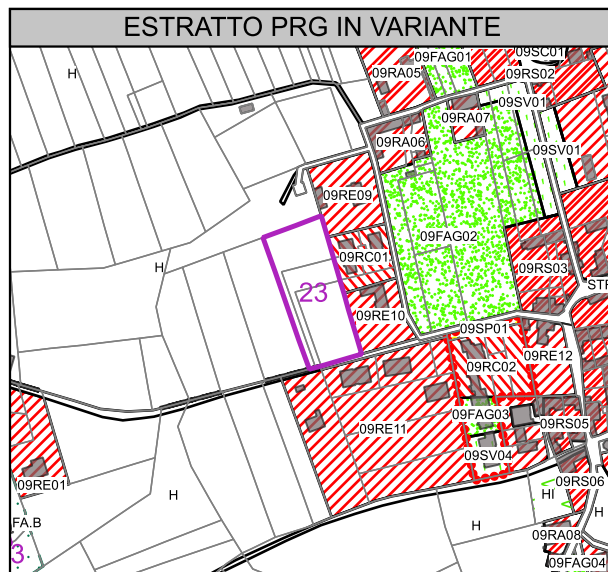 ESTRATTO PRG IN VARIANTE
09SC01
09FAG01
H
09RA05
09RS02
09SV01
09RA07
09RA06
09SV01
09RE09
09FAG02
09RC01
H
09RS03
23
STR
09RE10
09SP01
09RE12
09RC02
09FAG03
09RS05
09RE11
09SV04
09RE01
09RS06
H
HI
H
FA.B
H
09RA08
3
09FAG04